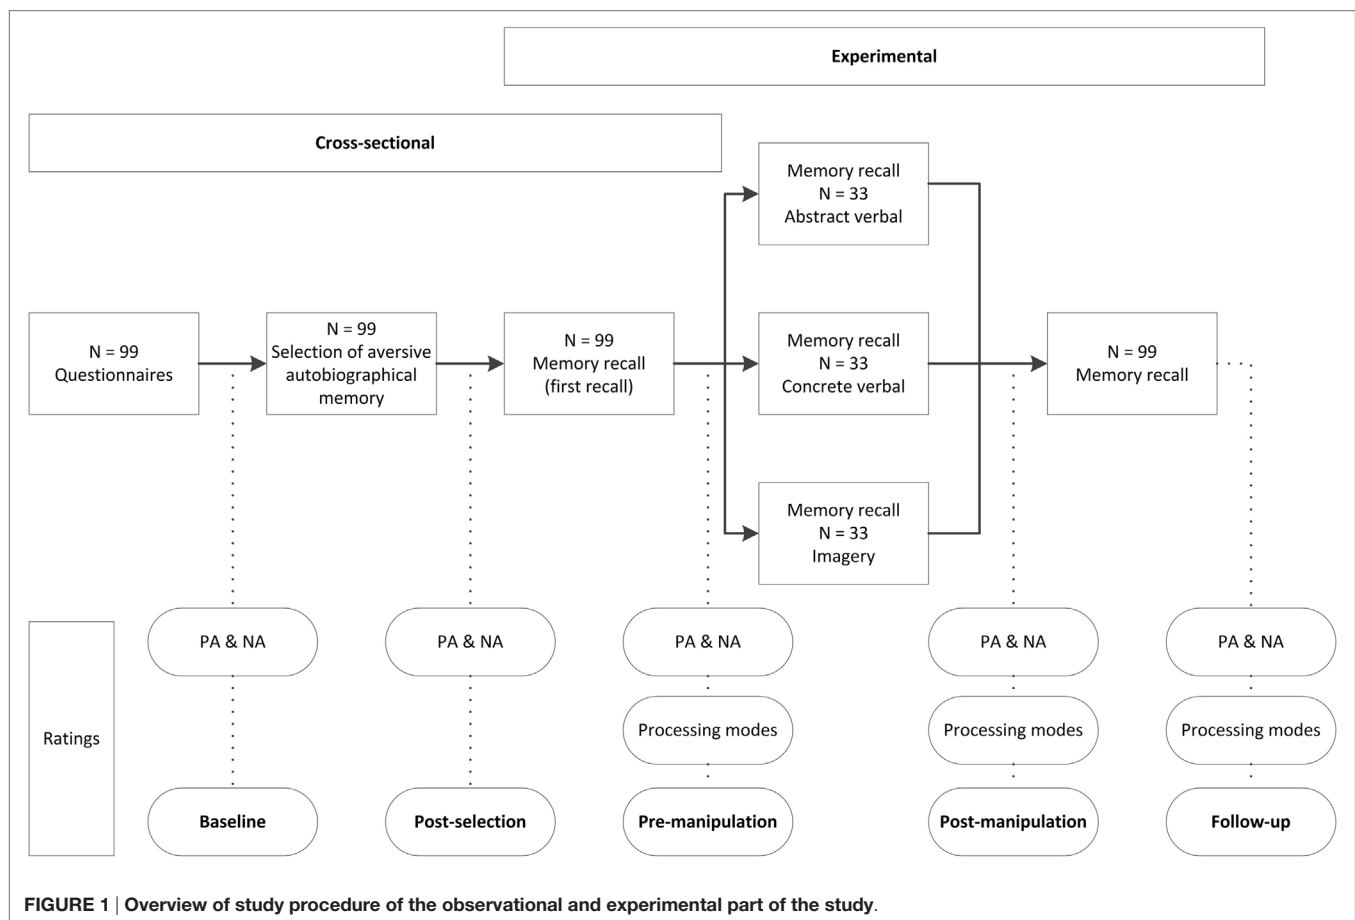 Experimental
Cross-sectional
Memory recall
N = 33
Abstract verbal
N = 99
Questionnaires
N = 99
Selection of aversive
autobiographical
memory
N = 99
Memory recall
(first recall)
Memory recall
N = 33
Concrete verbal
N = 99
Memory recall
Memory recall
N = 33
Imagery
Ratings
PA & NA
PA & NA
PA & NA
PA & NA
PA & NA
Processing modes
Processing modes
Processing modes
Baseline
Post-selection
Pre-manipulation
Post-manipulation
Follow-up
FIGURE 1 | Overview of study procedure of the observational and experimental part of the study.